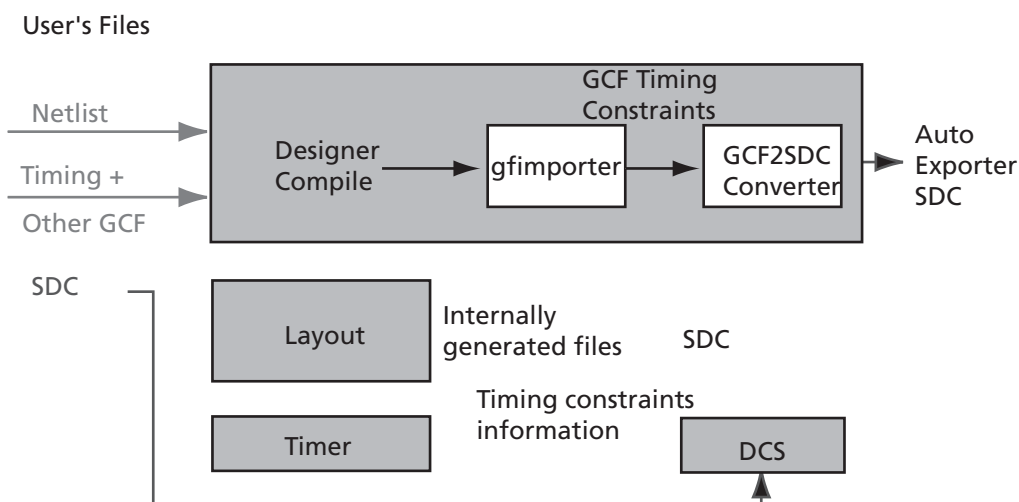 User's Files
GCF Timing
Constraints
Netlist
Designer
Compile
gfimporter
GCF2SDC
Converter
Auto
Exporter
SDC
Timing +
Other GCF
SDC
Layout
Internally
generated files
SDC
Timing constraints
information
Timer
DCS